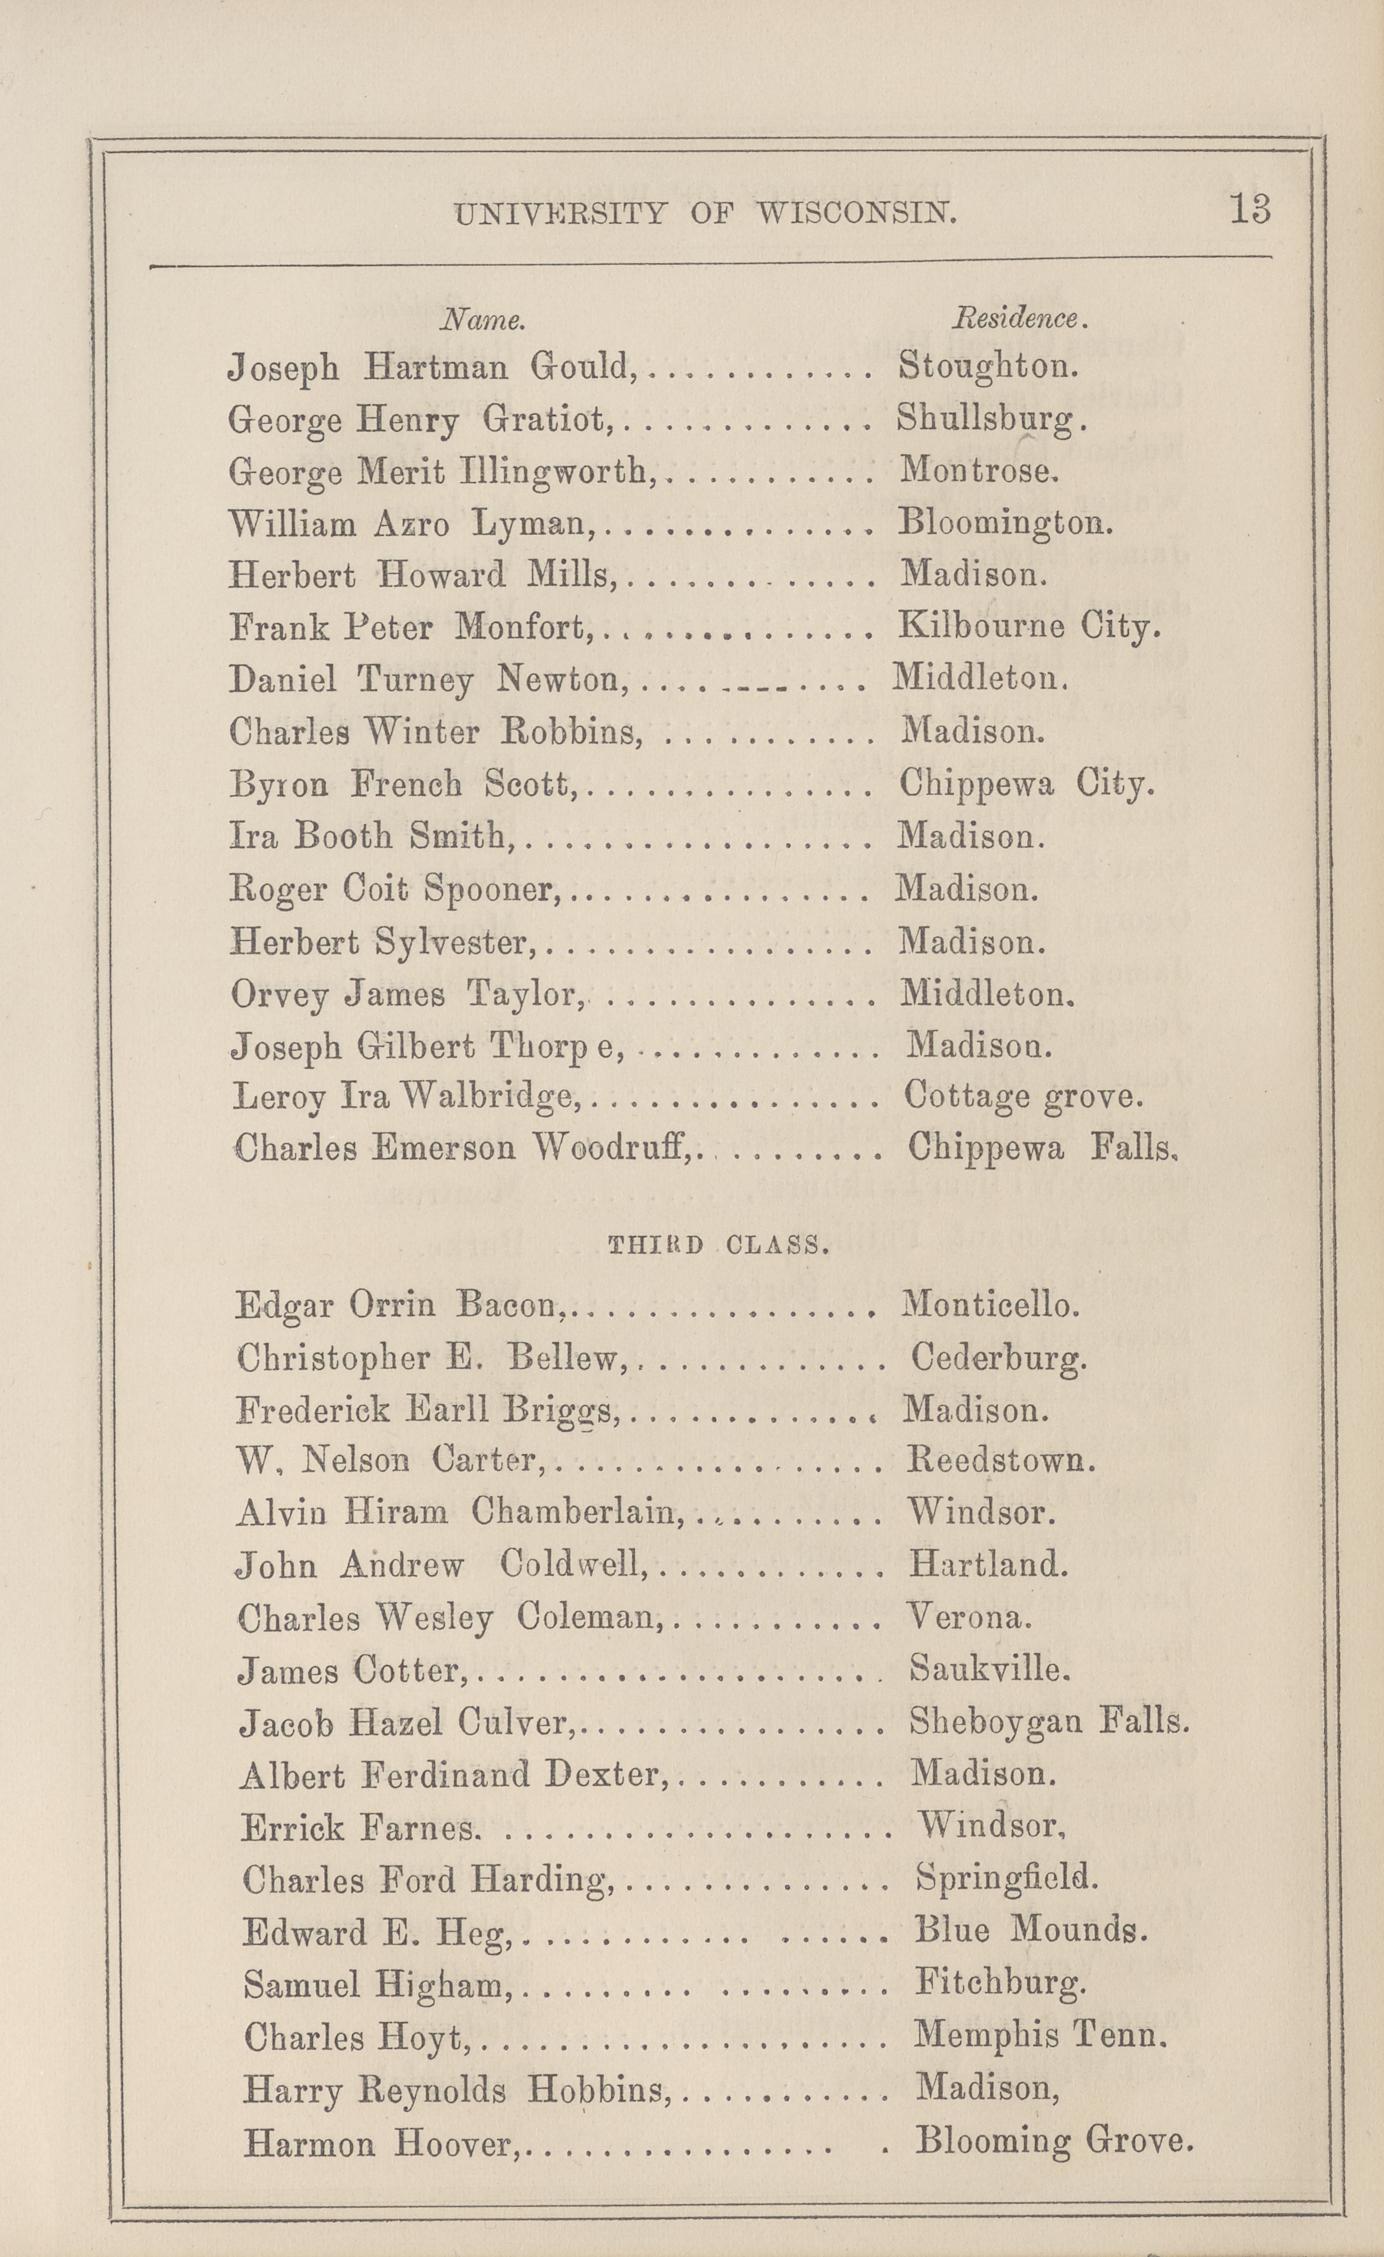 UNIVERSITY OF WISCONSIN. 13
Name. Residence.
Joseph Hartman Gould,............ Stoughton.
George Henry Gratiot,............. Shullsburg.
George Merit Illingworth,........... Montrose.
William Azro Lyman,.............. Bloomington.
Herbert Howard Mills,............. Madison.
Frank Peter Monfort,.............. Kilbourne City.
Daniel Turney Newton,............ Middleton.
Charles Winter Robbins, ........... Madison.
Byron French Scott,............... Chippewa City.
Ira Booth Smith,.................. Madison.
Roger Coit Spooner,................ Madison.
Herbert Sylvester,................. Madison.
Orvey James Taylor, .............. Middleton.
Joseph Gilbert Thorp e, ............. Madison.
Leroy Ira Walbridge,............... Cottage grove.
Charles Emerson Woodruff,.......... Chippewa Falls.
THIRD CLASS.
Edgar Orrin Bacon,................ Monticello.
Christopher E. Bellew,............. Cederburg.
Frederick Earll Briggs,............. Madison.
W. Nelson Carter,................. Reedstown.
Alvin Hiram Chamberlain,.......... Windsor.
John Andrew Coldwell,............ Hartland.
Charles Wesley Coleman,........... Verona.
James Cotter,..................... Saukville.
Jacob Hazel Culver,................ Sheboygan Falls.
Albert Ferdinand Dexter,........... Madison.
Errick Farnes. .................... Windsor,
Charles Ford Harding,.............. Springfield.
Edward E. Heg,............ ...... Blue Mounds.
Samuel Higham,......... ......... Fitchburg.
Charles Hoyt,..................... Memphis Tenn.
Harry Reynolds Hobbins,........... Madison,
Harmon Hoover,................ . Blooming Grove.